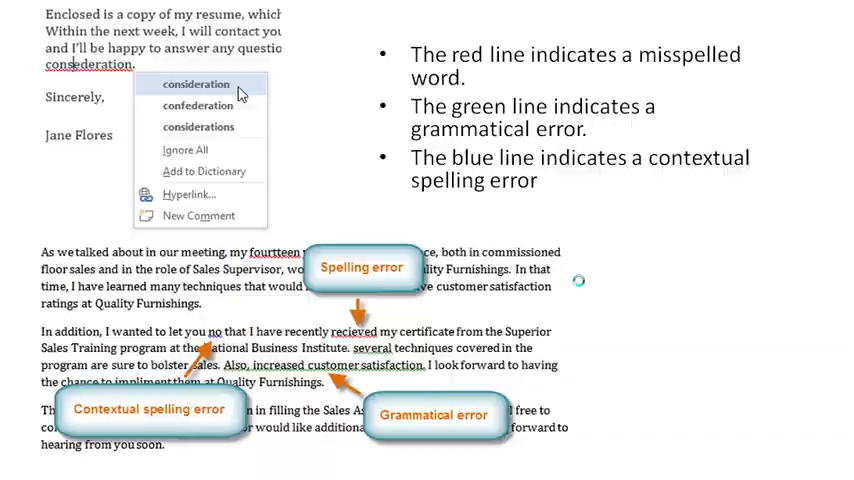 Enclosed is a copy of my resume, which
Within the next week, I will contact you
and I'll be happy to answer any questio
consederation.
Sincerely,
Jane Flores
consideration
confederation
considerations
Ignore All
Add to Dictionary
Hyperlink...
New Comment
• The red line indicates a misspelled
word.
• The green line indicates a
grammatical error.
• The blue line indicates a contextual
spelling error
As we talked about in our meeting, my fourtteen ce, both in commissioned
floor sales and in the role of Sales Supervisor, wo lity Furnishings. In that
time, I have learned many techniques that would ve customer satisfaction
ratings at Quality Furnishings.
Spelling error
In addition, I wanted to let you no that I have recently recieved my certificate from the Superior
Sales Training program at the National Business Institute. several techniques covered in the
program are sure to bolster sales. Also, increased customer satisfaction. I look forward to having
the chance to impliment them at Quality Furnishings.
Contextual spelling error
Grammatical error
Th n in filling the Sales As l free to
co or would like additiona forward to
hearing from you soon.